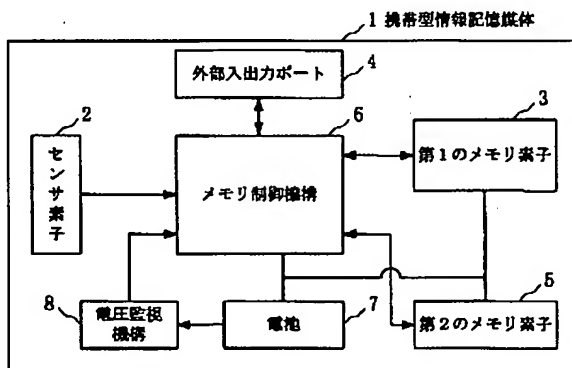 1 携帯型情報記憶媒体
外部入出力ポート
4
2
センサ素子
6
メモリ制御機構
3
第1のメモリ素子
8
電圧監視
機構
電池
7
5
第2のメモリ素子